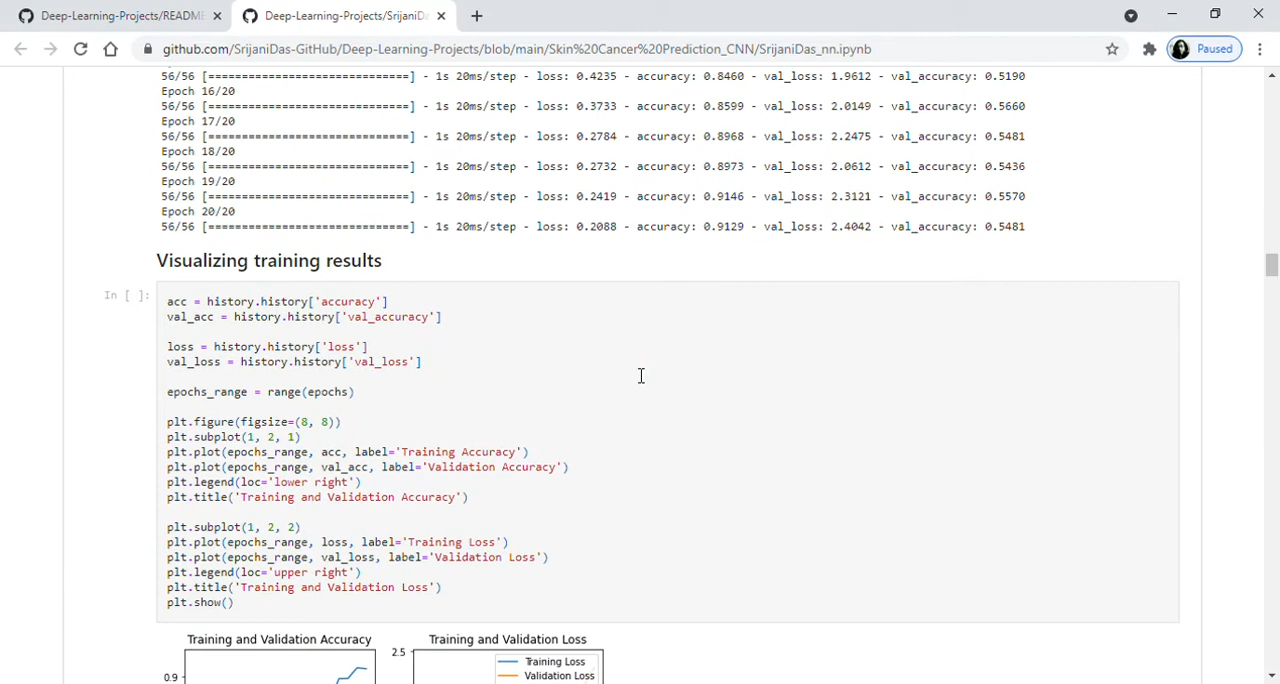 Deep-Learning-Projects/README
Deep-Learning-Projects/SrijaniDa
Paused
github.com/SrijaniDas-GitHub/Deep-Learning-Projects/blob/main/Skin%20Cancer%20Prediction_CNN/SrijaniDas_nn.ipynb
56/56 [==============================] - 1s 20ms/step - loss: 0.4235 - accuracy: 0.8460 - val_loss: 1.9612 - val_accuracy: 0.5190
Epoch 16/20
56/56 [==============================] - 1s 20ms/step - loss: 0.3733 - accuracy: 0.8599 - val_loss: 2.0149 - val_accuracy: 0.5660
Epoch 17/20
56/56 [==============================] - 1s 20ms/step - loss: 0.2784 - accuracy: 0.8968 - val_loss: 2.2475 - val_accuracy: 0.5481
Epoch 18/20
56/56 [==============================] - 1s 20ms/step - loss: 0.2732 - accuracy: 0.8973 - val_loss: 2.0612 - val_accuracy: 0.5436
Epoch 19/20
56/56 [==============================] - 1s 20ms/step - loss: 0.2419 - accuracy: 0.9146 - val_loss: 2.3121 - val_accuracy: 0.5570
Epoch 20/20
56/56 [==============================] - 1s 20ms/step - loss: 0.2088 - accuracy: 0.9129 - val_loss: 2.4042 - val_accuracy: 0.5481
Visualizing training results
In [ ]:
acc = history.history['accuracy']
val_acc = history.history['val_accuracy']
loss = history.history['loss']
val_loss = history.history['val_loss']
epochs_range = range(epochs)
plt.figure(figsize=(8, 8))
plt.subplot(1, 2, 1)
plt.plot(epochs_range, acc, label='Training Accuracy')
plt.plot(epochs_range, val_acc, label='Validation Accuracy')
plt.legend(loc='lower right')
plt.title('Training and Validation Accuracy')
plt.subplot(1, 2, 2)
plt.plot(epochs_range, loss, label='Training Loss')
plt.plot(epochs_range, val_loss, label='Validation Loss')
plt.legend(loc='upper right')
plt.title('Training and Validation Loss')
plt.show()
Training and Validation Accuracy
0.9
Training and Validation Loss
2.5
Training Loss
Validation Loss